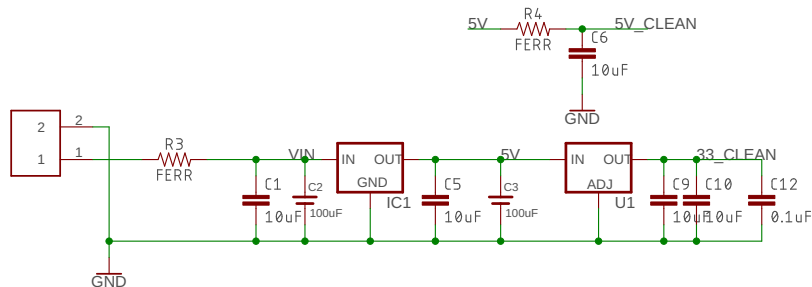 R4
5V
5V_CLEAN
FERR
C6
10uF
GND
2
2
1
1
R3
FERR
VIN
IN
OUT
GND
IC1
5V
IN
OUT
ADJ
U1
33_CLEAN
C1
10uF
C2
100uF
C5
10uF
C3
100uF
C9
10uF
C10
10uF
C12
0.1uF
GND